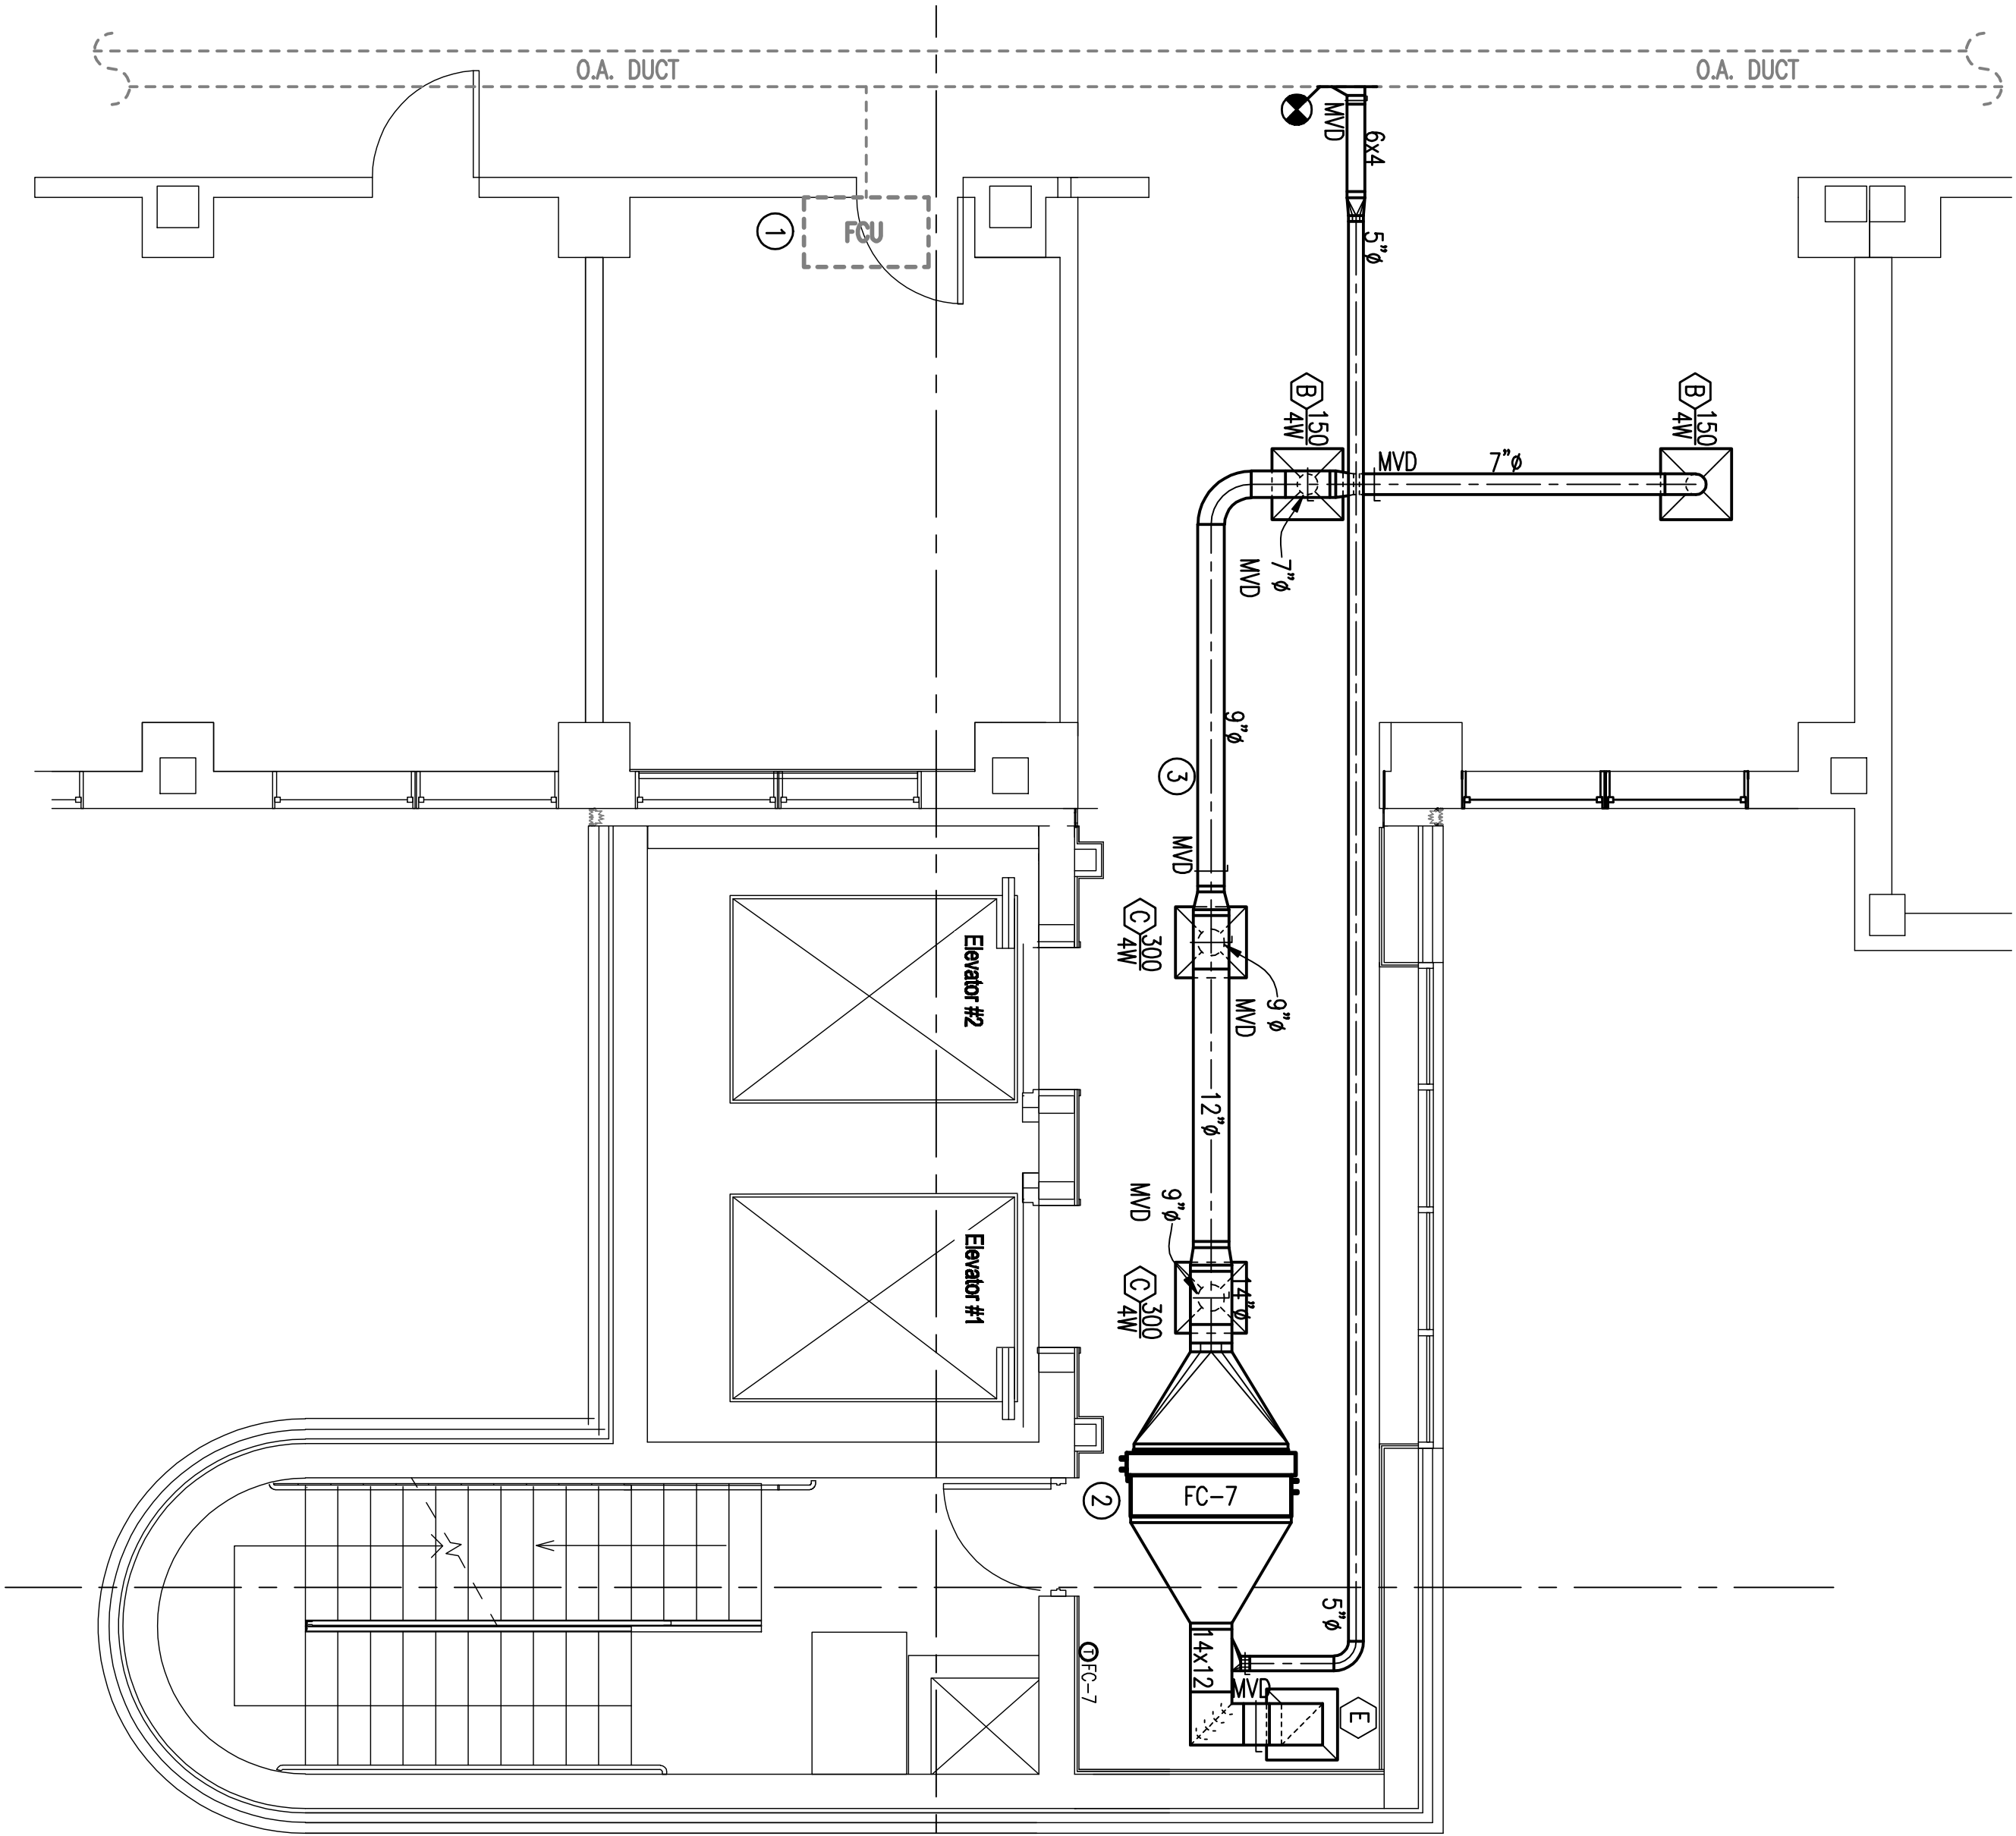 O.A. DUCT
O.A. DUCT
MVD
6x4
1
FCU
5"ø
B
150
4W
B
150
4W
MVD
7"ø
7"ø
MVD
9"ø
3
MVD
C
300
4W
Elevator #2
9"ø
MVD
12"ø
9"ø
MVD
Elevator #1
C
300
4W
14"ø
2
FC-7
5"ø
T
FC-7
14x12
MVD
E